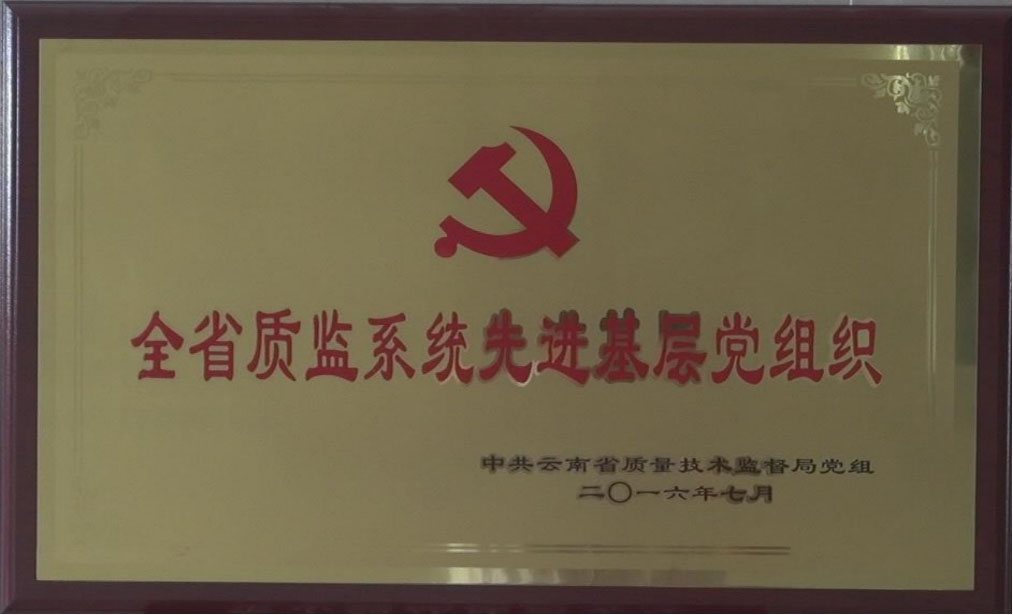 全省质监系统先进基层党组织
中共云南省质量技术监督局党组
二〇一六年七月